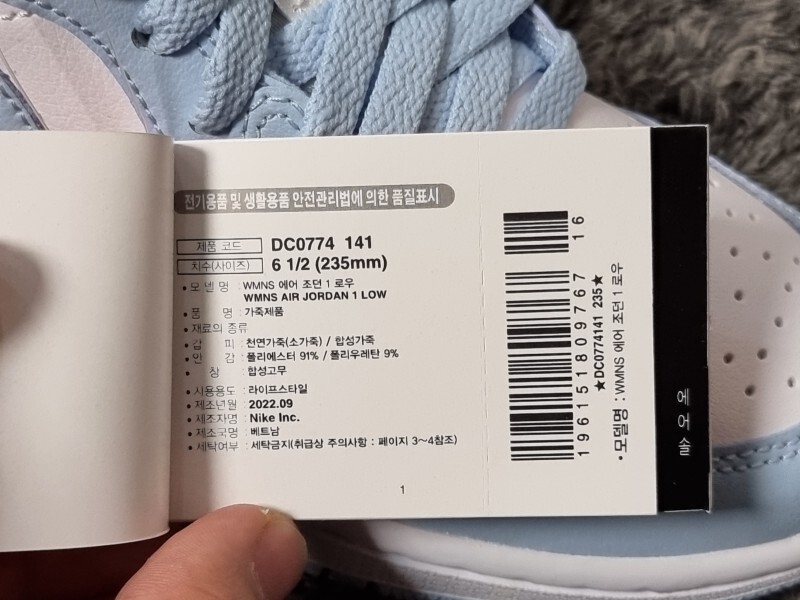 전기용품 및 생활용품 안전관리법에 의한 품질표시
제품 코드 DC0774 141
치수(사이즈) 6 1/2 (235mm)
• 모 델 명 : WMNS 에어 조던 1 로우
WMNS AIR JORDAN 1 LOW
• 품 명 : 가죽제품
• 재료의 종류
• 갑 피 : 천연가죽(소가죽) / 합성가죽
• 안 감 : 폴리에스터 91% / 폴리우레탄 9%
• 창 : 합성고무
• 사용용도 : 라이프스타일
• 제조년월 : 2022.09
• 제조자명 : Nike Inc.
• 제조국명 : 베트남
• 세탁여부 : 세탁금지(취급상 주의사항 : 페이지 3~4참조)
1
196151809767 16
★DC0774141 235★
• 모델명 : WMNS 에어 조던 1 로우
에어솔